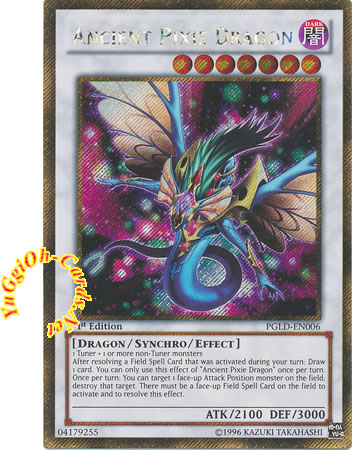 Ancient Pixie Dragon
DARK
闇
YuGgiOh-Cards.Net
1st Edition
PGLD-EN006
[Dragon/Synchro/Effect]
1 Tuner + 1 or more non-Tuner monsters
After resolving a Field Spell Card that was activated during your turn: Draw
1 card. You can only use this effect of "Ancient Pixie Dragon" once per turn.
Once per turn: You can target 1 face-up Attack Position monster on the field;
destroy that target. There must be a face-up Field Spell Card on the field to
activate and to resolve this effect.
ATK/2100 DEF/3000
04179255
©1996 KAZUKI TAKAHASHI